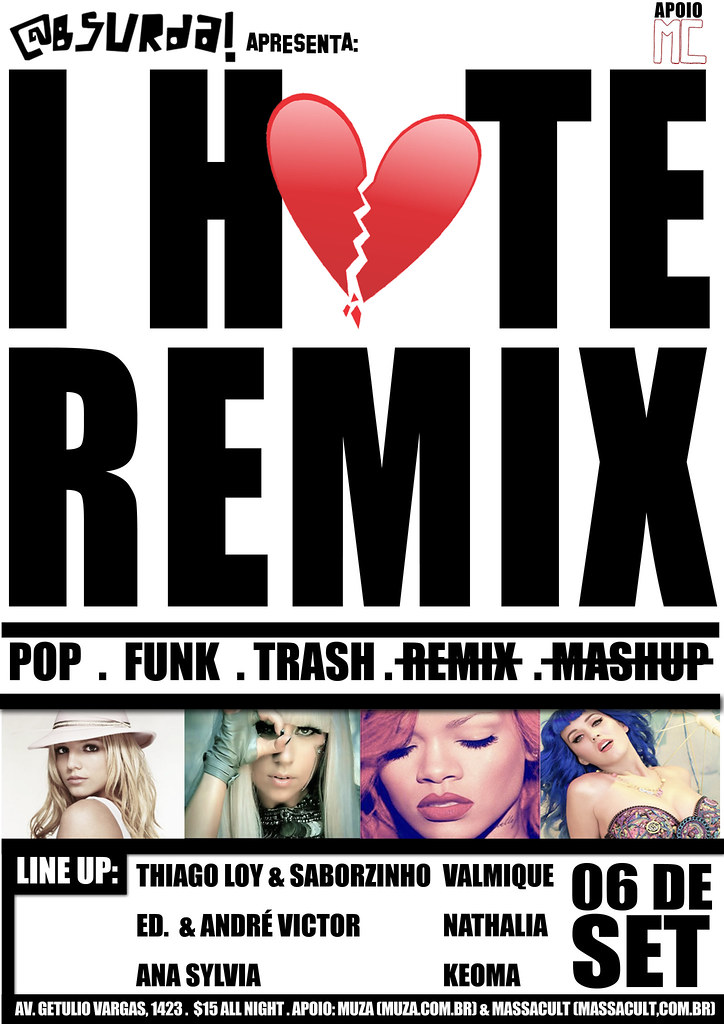 @BSURDA! APRESENTA:
APOIO
MC
I H TE
REMIX
POP . FUNK . TRASH . REMIX . MASHUP
LINE UP:
THIAGO LOY & SABORZINHO VALMIQUE
ED. & ANDRÉ VICTOR NATHALIA
ANA SYLVIA KEOMA
06 DE
SET
AV. GETULIO VARGAS, 1423 . $15 ALL NIGHT . APOIO: MUZA (MUZA.COM.BR) & MASSACULT (MASSACULT,COM.BR)